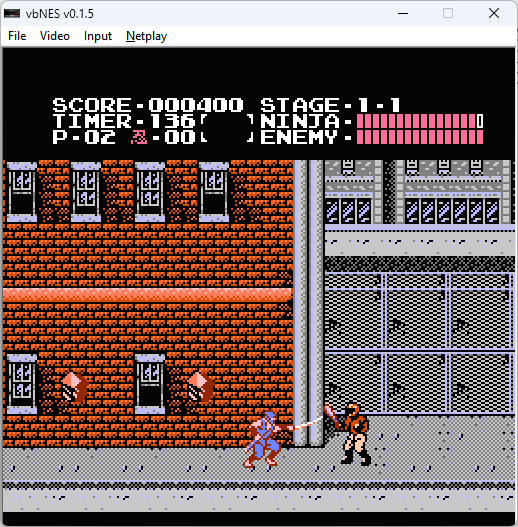 vbNES v0.1.5
File Video Input Netplay
SCORE-000400 STAGE-1-1
TIMER-136 NINJA-
P-02 忍-00 ENEMY-